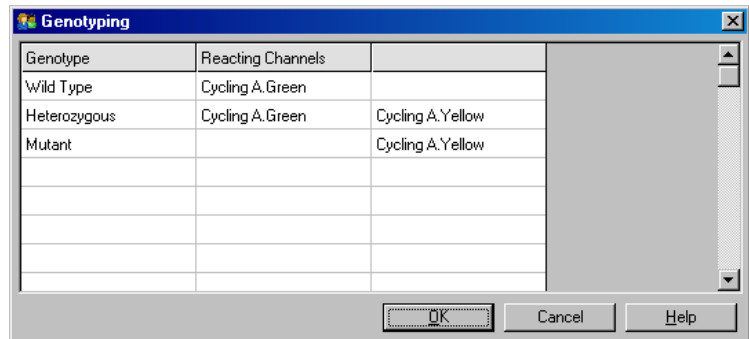 Genotyping
Genotype Reacting Channels
Wild Type Cycling A.Green
Heterozygous Cycling A.Green Cycling A.Yellow
Mutant Cycling A.Yellow
OK Cancel Help